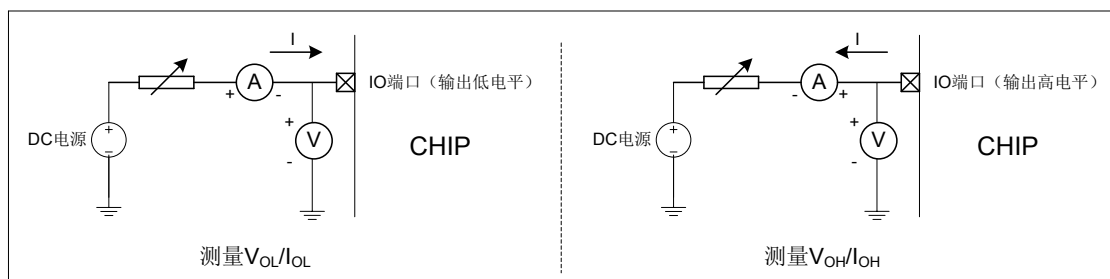 I
A
+ -
IO端口（输出低电平）
DC电源
+
-
+
V
-
CHIP
测量VOL/IOL
I
A
- +
IO端口（输出高电平）
DC电源
+
-
+
V
-
CHIP
测量VOH/IOH